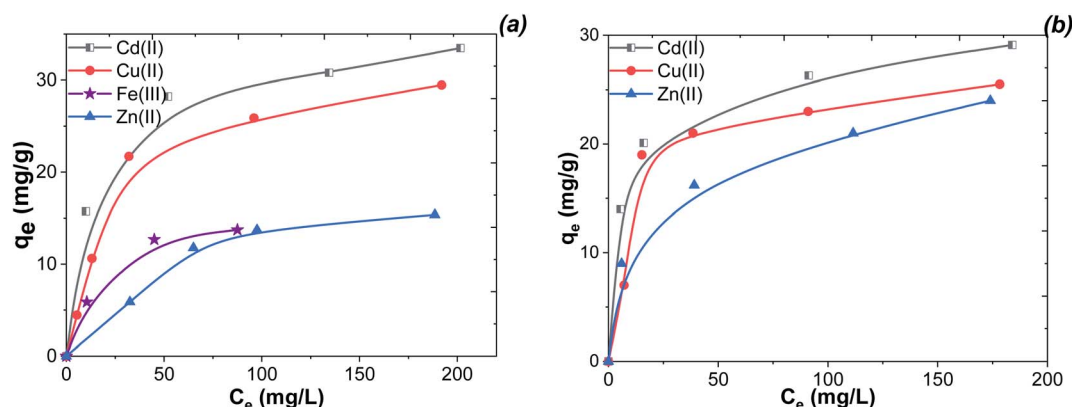 (a)
Cd(II)
Cu(II)
Fe(III)
Zn(II)
30
20
10
0
qe (mg/g)
0 50 100 150 200
Ce (mg/L)
(b)
Cd(II)
Cu(II)
Zn(II)
30
20
10
0
qe (mg/g)
0 50 100 150 200
Ce (mg/L)